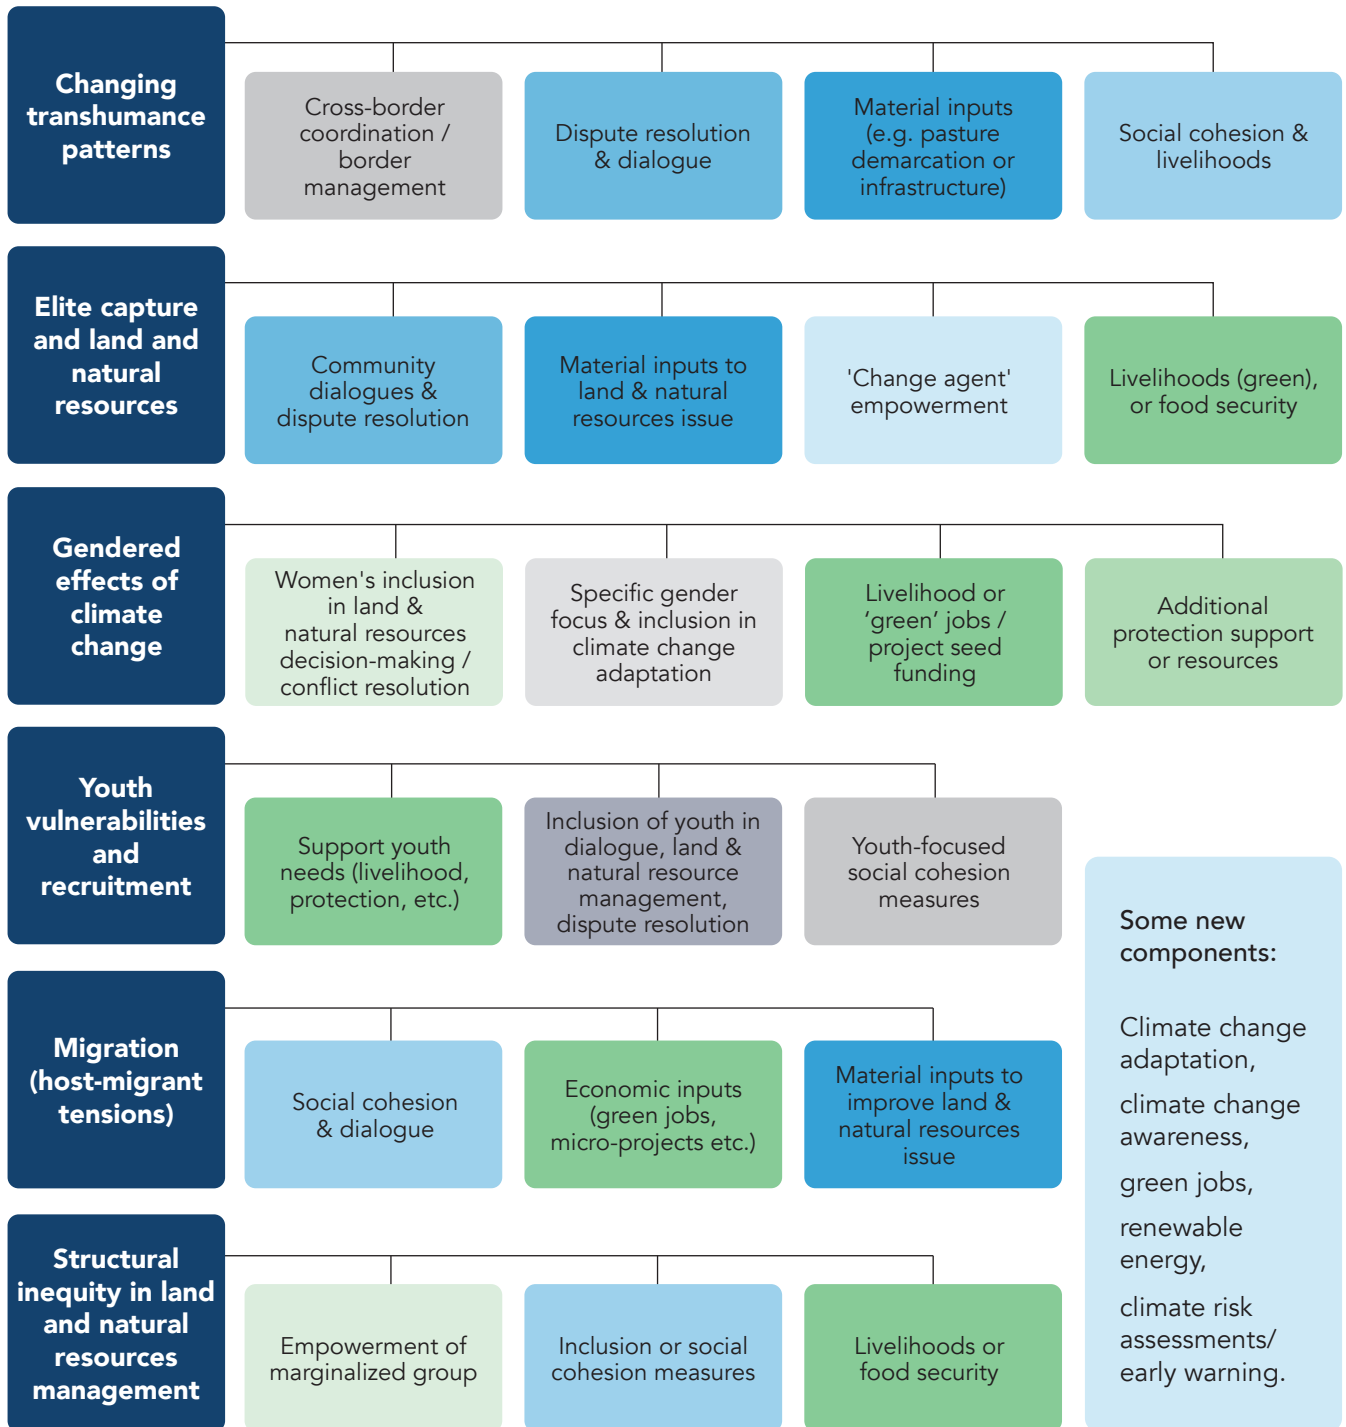 Changing
transhumance
patterns
Cross-border
coordination /
border
management
Dispute resolution
& dialogue
Material inputs
(e.g. pasture
demarcation or
infrastructure)
Social cohesion &
livelihoods
Elite capture
and land and
natural
resources
Community
dialogues &
dispute resolution
Material inputs to
land & natural
resources issue
'Change agent'
empowerment
Livelihoods (green),
or food security
Gendered
effects of
climate
change
Women's inclusion
in land &
natural resources
decision-making /
conflict resolution
Specific gender
focus & inclusion in
climate change
adaptation
Livelihood or
‘green’ jobs /
project seed
funding
Additional
protection support
or resources
Youth
vulnerabilities
and
recruitment
Support youth
needs (livelihood,
protection, etc.)
Inclusion of youth in
dialogue, land &
natural resource
management,
dispute resolution
Youth-focused
social cohesion
measures
Migration
(host-migrant
tensions)
Social cohesion
& dialogue
Economic inputs
(green jobs,
micro-projects etc.)
Material inputs to
improve land &
natural resources
issue
Structural
inequity in land
and natural
resources
management
Empowerment of
marginalized group
Inclusion or social
cohesion measures
Livelihoods or
food security
Some new
components:
Climate change
adaptation,
climate change
awareness,
green jobs,
renewable
energy,
climate risk
assessments/
early warning.